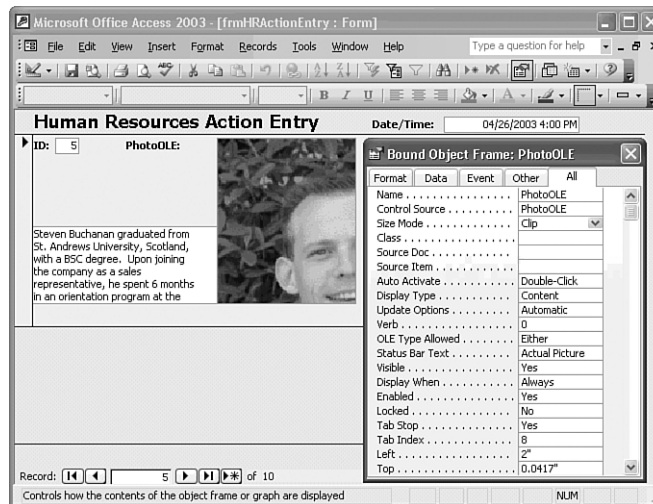 Microsoft Office Access 2003 - [frmHRActionEntry : Form]
File Edit View Insert Format Records Tools Window Help Type a question for help
B I U
Human Resources Action Entry Date/Time: 04/26/2003 4:00 PM
ID: 5 PhotoOLE:
Steven Buchanan graduated from
St. Andrews University, Scotland,
with a BSC degree. Upon joining
the company as a sales
representative, he spent 6 months
in an orientation program at the
Bound Object Frame: PhotoOLE
Format Data Event Other All
Name . . . . . . . . . . . . . . . . PhotoOLE
Control Source . . . . . . . . . . PhotoOLE
Size Mode . . . . . . . . . . . . . Clip
Class . . . . . . . . . . . . . . . .
Source Doc . . . . . . . . . . . .
Source Item . . . . . . . . . . . .
Auto Activate . . . . . . . . . . . Double-Click
Display Type . . . . . . . . . . . Content
Update Options . . . . . . . . . Automatic
Verb . . . . . . . . . . . . . . . . . 0
OLE Type Allowed . . . . . . . Either
Status Bar Text . . . . . . . . . Actual Picture
Visible . . . . . . . . . . . . . . . Yes
Display When . . . . . . . . . . . Always
Enabled . . . . . . . . . . . . . . Yes
Locked . . . . . . . . . . . . . . . No
Tab Stop . . . . . . . . . . . . . Yes
Tab Index . . . . . . . . . . . . . 8
Left . . . . . . . . . . . . . . . . . 2"
Top . . . . . . . . . . . . . . . . . 0.0417"
Record: 5 of 10
Controls how the contents of the object frame or graph are displayed NUM